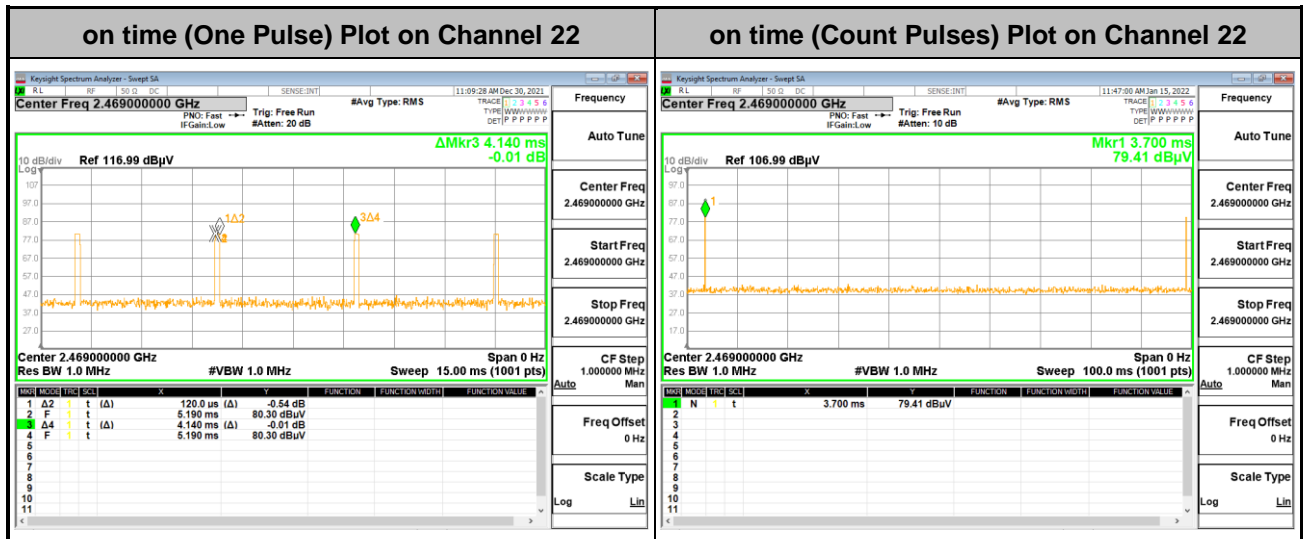 on time (One Pulse) Plot on Channel 22
Keysight Spectrum Analyzer - Swept SA
RL RF 50 Ω DC SENSE:INT 11:09:28 AM Dec 30, 2021
Center Freq 2.469000000 GHz
PNO: Fast
IFGain:Low
Trig: Free Run
#Atten: 20 dB
#Avg Type: RMS
TRACE 1 2 3 4 5 6
TYPE WWWWWW
DET P P P P P P
ΔMkr3 4.140 ms
-0.01 dB
10 dB/div Ref 116.99 dBµV
Log
107
97.0
87.0
77.0
67.0
57.0
47.0
37.0
27.0
1Δ2
3Δ4
Center 2.469000000 GHz Span 0 Hz
Res BW 1.0 MHz #VBW 1.0 MHz Sweep 15.00 ms (1001 pts)
MKR MODE TRC SCL X Y FUNCTION FUNCTION WIDTH FUNCTION VALUE
1 Δ2 1 t (Δ) 120.0 µs (Δ) -0.54 dB
2 F 1 t 5.190 ms 80.30 dBµV
3 Δ4 1 t (Δ) 4.140 ms (Δ) -0.01 dB
4 F 1 t 5.190 ms 80.30 dBµV
5
6
7
8
9
10
11
Frequency
Auto Tune
Center Freq
2.469000000 GHz
Start Freq
2.469000000 GHz
Stop Freq
2.469000000 GHz
CF Step
1.000000 MHz
Auto Man
Freq Offset
0 Hz
Scale Type
Log Lin
on time (Count Pulses) Plot on Channel 22
Keysight Spectrum Analyzer - Swept SA
RL RF 50 Ω DC SENSE:INT 11:47:00 AM Jan 15, 2022
Center Freq 2.469000000 GHz
PNO: Fast
IFGain:Low
Trig: Free Run
#Atten: 10 dB
#Avg Type: RMS
TRACE 1 2 3 4 5 6
TYPE WWWWWW
DET P P P P P P
Mkr1 3.700 ms
79.41 dBµV
10 dB/div Ref 106.99 dBµV
Log
97.0
87.0
77.0
67.0
57.0
47.0
37.0
27.0
17.0
1
Center 2.469000000 GHz Span 0 Hz
Res BW 1.0 MHz #VBW 1.0 MHz Sweep 100.0 ms (1001 pts)
MKR MODE TRC SCL X Y FUNCTION FUNCTION WIDTH FUNCTION VALUE
1 N 1 t 3.700 ms 79.41 dBµV
2
3
4
5
6
7
8
9
10
11
Frequency
Auto Tune
Center Freq
2.469000000 GHz
Start Freq
2.469000000 GHz
Stop Freq
2.469000000 GHz
CF Step
1.000000 MHz
Auto Man
Freq Offset
0 Hz
Scale Type
Log Lin